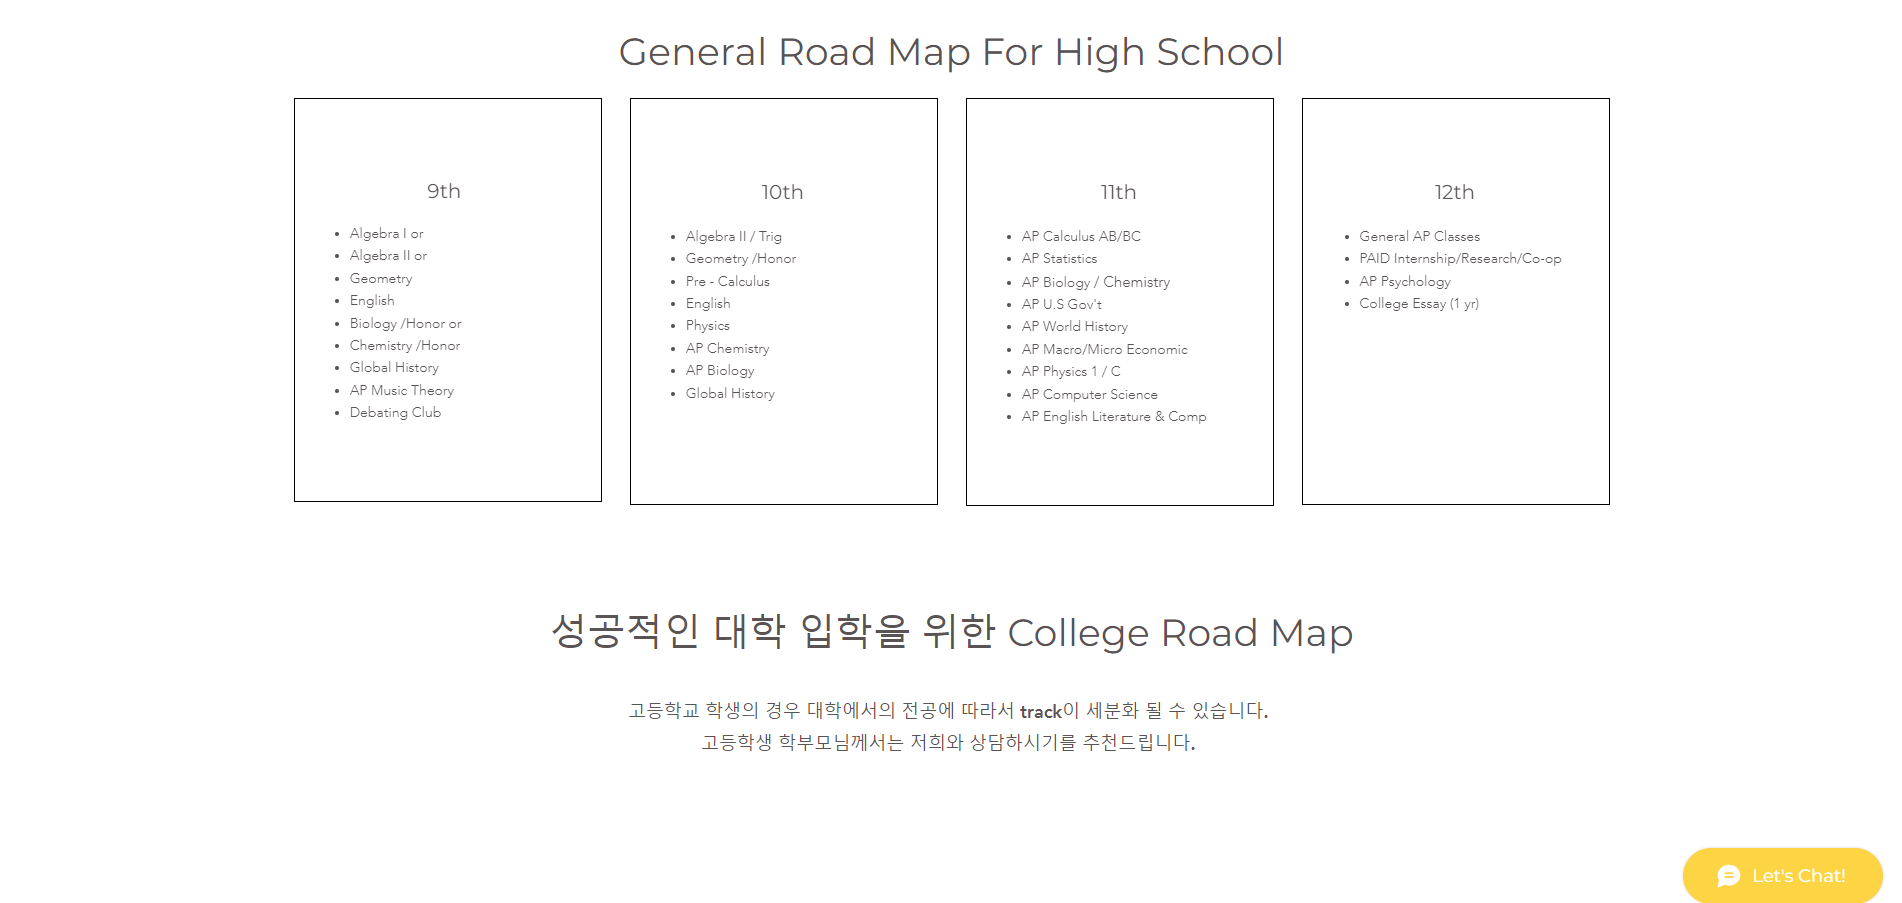 General Road Map For High School
9th
Algebra I or
Algebra II or
Geometry
English
Biology /Honor or
Chemistry /Honor
Global History
AP Music Theory
Debating Club
10th
Algebra II / Trig
Geometry /Honor
Pre - Calculus
English
Physics
AP Chemistry
AP Biology
Global History
11th
AP Calculus AB/BC
AP Statistics
AP Biology / Chemistry
AP U.S Gov't
AP World History
AP Macro/Micro Economic
AP Physics 1 / C
AP Computer Science
AP English Literature & Comp
12th
General AP Classes
PAID Internship/Research/Co-op
AP Psychology
College Essay (1 yr)
성공적인 대학 입학을 위한 College Road Map
고등학교 학생의 경우 대학에서의 전공에 따라서 track이 세분화 될 수 있습니다.
고등학생 학부모님께서는 저희와 상담하시기를 추천드립니다.
Let's Chat!